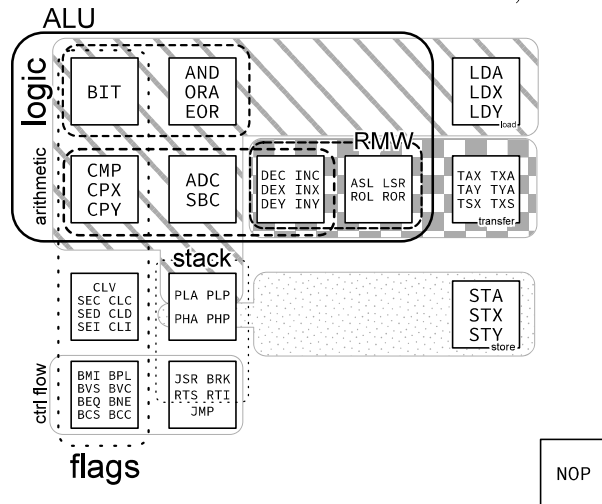 ALU
logic
BIT
AND
ORA
EOR
LDA
LDX
LDY
load
RMW
arithmetic
CMP
CPX
CPY
ADC
SBC
DEC INC
DEX INX
DEY INY
ASL LSR
ROL ROR
TAX TXA
TAY TYA
TSX TXS
transfer
stack
CLV
SEC CLC
SED CLD
SEI CLI
PLA PLP
PHA PHP
STA
STX
STY
store
ctrl flow
BMI BPL
BVS BVC
BEQ BNE
BCS BCC
JSR BRK
RTS RTI
JMP
flags
NOP